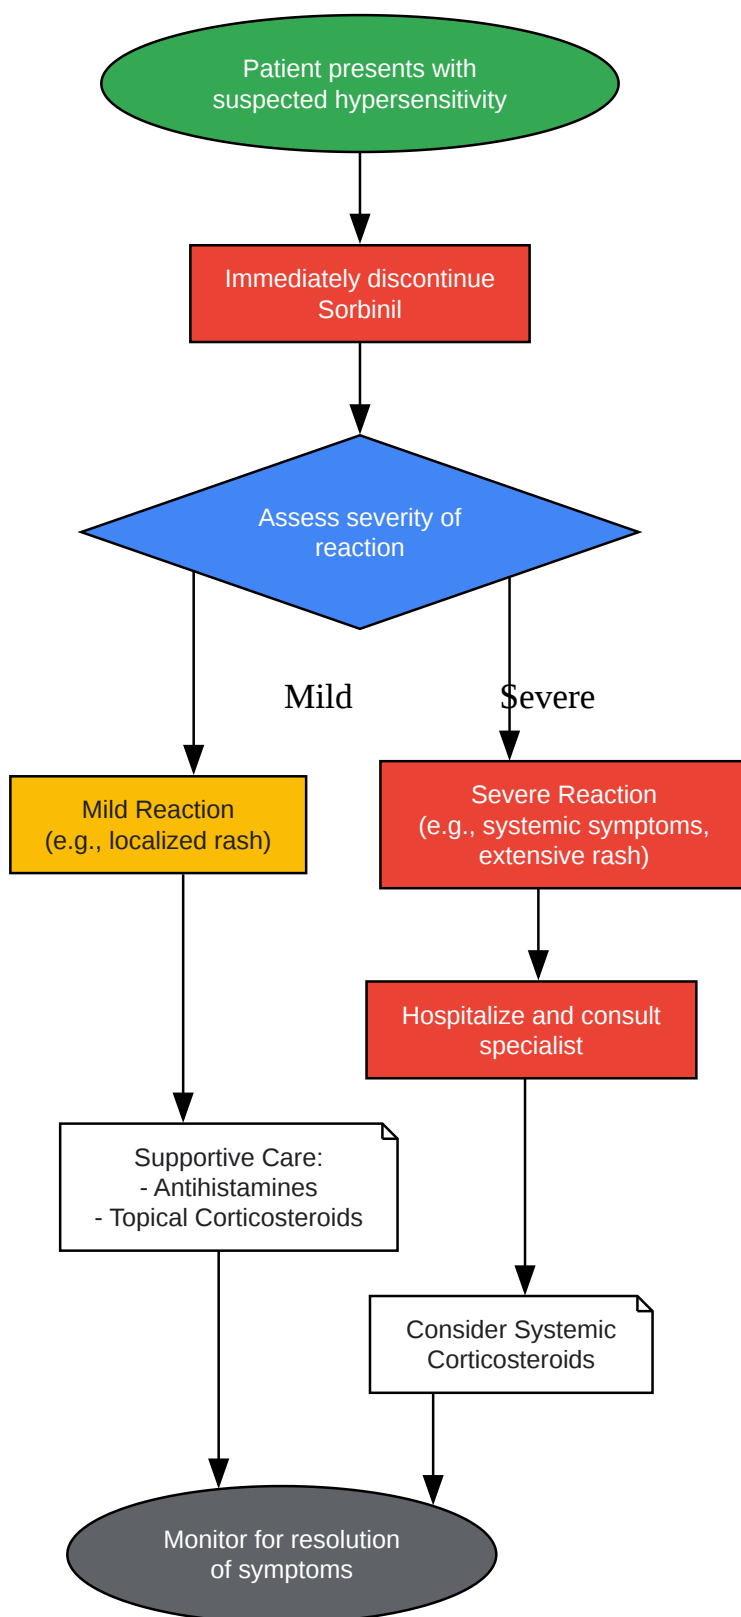 Patient presents with
suspected hypersensitivity
Immediately discontinue
Sorbinil
Assess severity of
reaction
Mild
Severe
Mild Reaction
(e.g., localized rash)
Severe Reaction
(e.g., systemic symptoms,
extensive rash)
Hospitalize and consult
specialist
Supportive Care:
- Antihistamines
- Topical Corticosteroids
Consider Systemic
Corticosteroids
Monitor for resolution
of symptoms